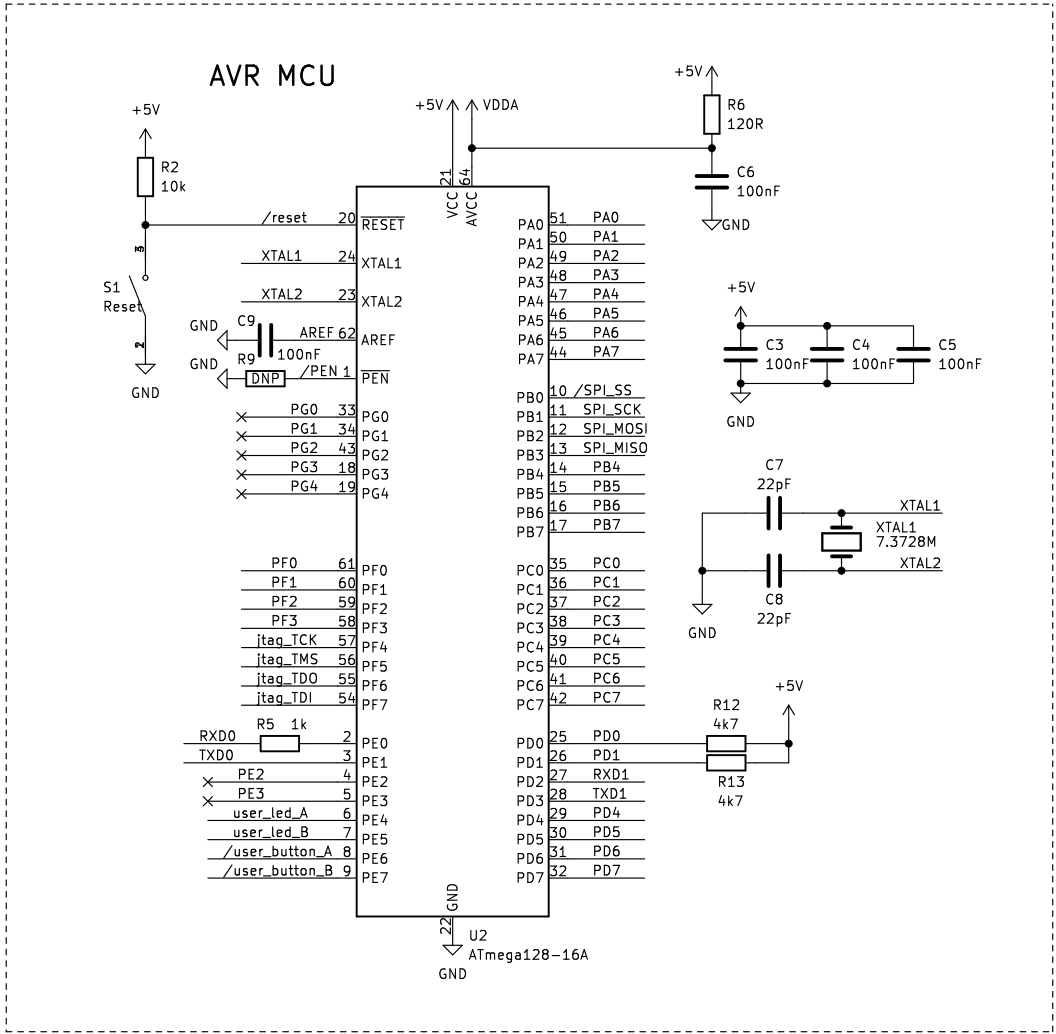 AVR MCU
+5V
R2
10k
/reset
S1
Reset
3
2
GND
XTAL1
XTAL2
C9
GND
AREF
100nF
R9
GND
DNP
/PEN
PG0
PG1
PG2
PG3
PG4
PF0
PF1
PF2
PF3
jtag_TCK
jtag_TMS
jtag_TDO
jtag_TDI
R5 1k
RXD0
TXD0
PE2
PE3
user_led_A
user_led_B
/user_button_A
/user_button_B
+5V VDDA
21 64
VCC AVCC
20 RESET
24 XTAL1
23 XTAL2
62 AREF
1 PEN
33 PG0
34 PG1
43 PG2
18 PG3
19 PG4
61 PF0
60 PF1
59 PF2
58 PF3
57 PF4
56 PF5
55 PF6
54 PF7
2 PE0
3 PE1
4 PE2
5 PE3
6 PE4
7 PE5
8 PE6
9 PE7
PA0 51 PA0
PA1 50 PA1
PA2 49 PA2
PA3 48 PA3
PA4 47 PA4
PA5 46 PA5
PA6 45 PA6
PA7 44 PA7
PB0 10 /SPI_SS
PB1 11 SPI_SCK
PB2 12 SPI_MOSI
PB3 13 SPI_MISO
PB4 14 PB4
PB5 15 PB5
PB6 16 PB6
PB7 17 PB7
PC0 35 PC0
PC1 36 PC1
PC2 37 PC2
PC3 38 PC3
PC4 39 PC4
PC5 40 PC5
PC6 41 PC6
PC7 42 PC7
PD0 25 PD0
PD1 26 PD1
PD2 27 RXD1
PD3 28 TXD1
PD4 29 PD4
PD5 30 PD5
PD6 31 PD6
PD7 32 PD7
GND
22
U2
ATmega128-16A
GND
+5V
R6
120R
C6
100nF
GND
+5V
C3
100nF
C4
100nF
C5
100nF
GND
C7
22pF
XTAL1
XTAL1
7.3728M
XTAL2
C8
22pF
GND
+5V
R12
4k7
R13
4k7